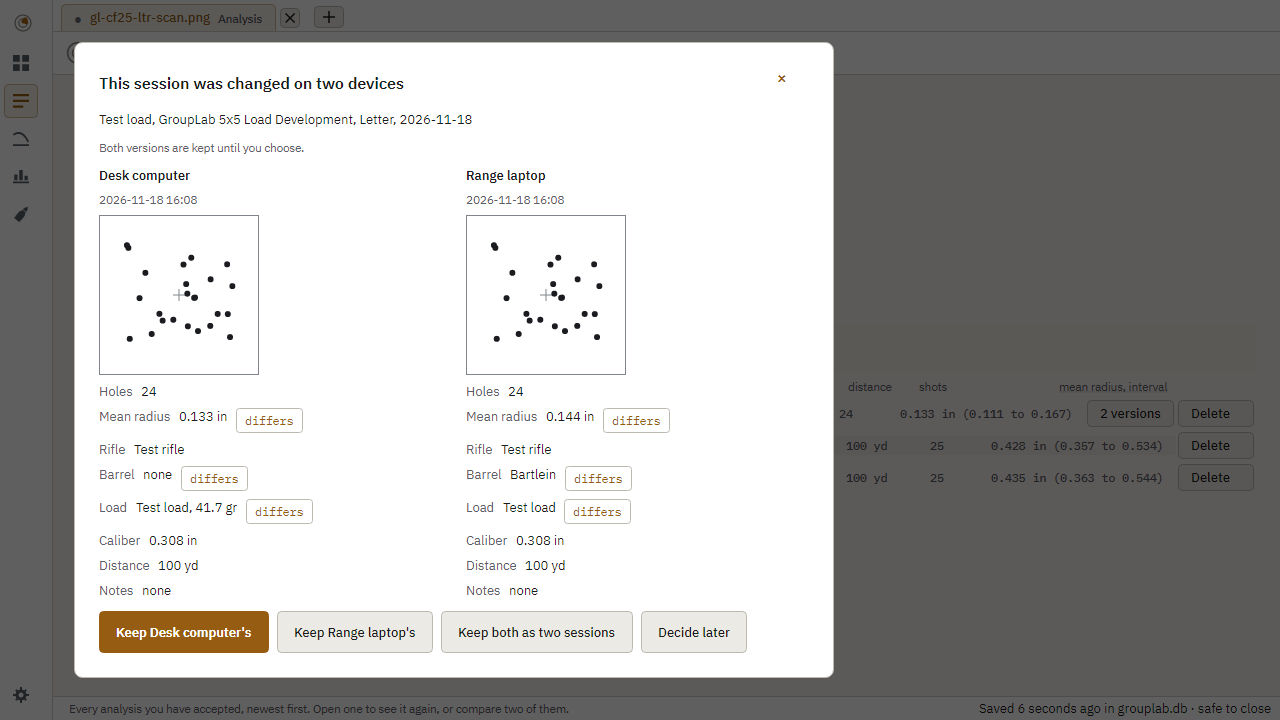 gl-cf25-ltr-scan.png Analysis
This session was changed on two devices
Test load, GroupLab 5x5 Load Development, Letter, 2026-11-18
Both versions are kept until you choose.
Desk computer
2026-11-18 16:08
Holes 24
Mean radius 0.133 in differs
Rifle Test rifle
Barrel none differs
Load Test load, 41.7 gr differs
Caliber 0.308 in
Distance 100 yd
Notes none
Range laptop
2026-11-18 16:08
Holes 24
Mean radius 0.144 in differs
Rifle Test rifle
Barrel Bartlein differs
Load Test load differs
Caliber 0.308 in
Distance 100 yd
Notes none
Keep Desk computer's Keep Range laptop's Keep both as two sessions Decide later
distance shots mean radius, interval
24 0.133 in (0.111 to 0.167) 2 versions Delete
100 yd 25 0.428 in (0.357 to 0.534) Delete
100 yd 25 0.435 in (0.363 to 0.544) Delete
Every analysis you have accepted, newest first. Open one to see it again, or compare two of them.
Saved 6 seconds ago in grouplab.db · safe to close